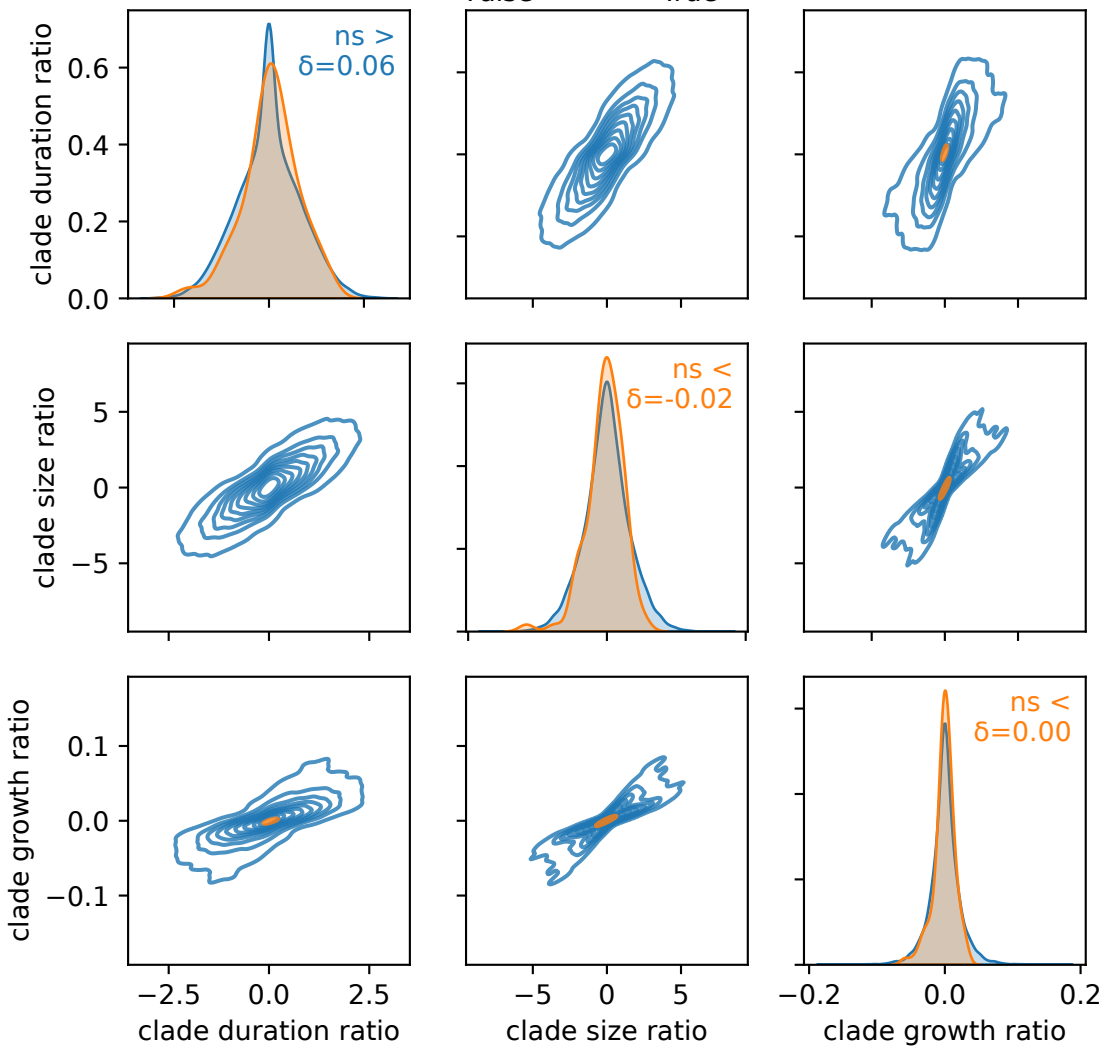 clade duration ratio
0.6
0.4
0.2
0.0
ns >
δ=0.06
clade size ratio
5
0
−5
ns <
δ=-0.02
clade growth ratio
0.1
0.0
−0.1
ns <
δ=0.00
−2.5 0.0 2.5
−5 0 5
−0.2 0.0 0.2
clade duration ratio
clade size ratio
clade growth ratio